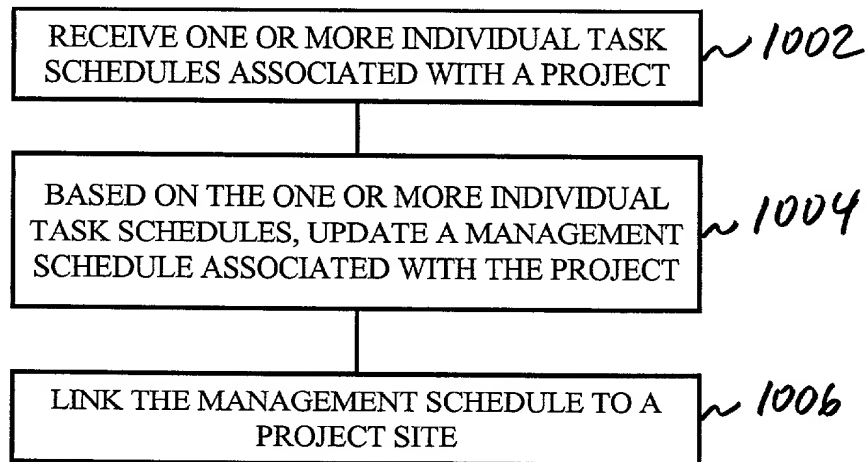 RECEIVE ONE OR MORE INDIVIDUAL TASK
SCHEDULES ASSOCIATED WITH A PROJECT
1002
BASED ON THE ONE OR MORE INDIVIDUAL
TASK SCHEDULES, UPDATE A MANAGEMENT
SCHEDULE ASSOCIATED WITH THE PROJECT
1004
LINK THE MANAGEMENT SCHEDULE TO A
PROJECT SITE
1006